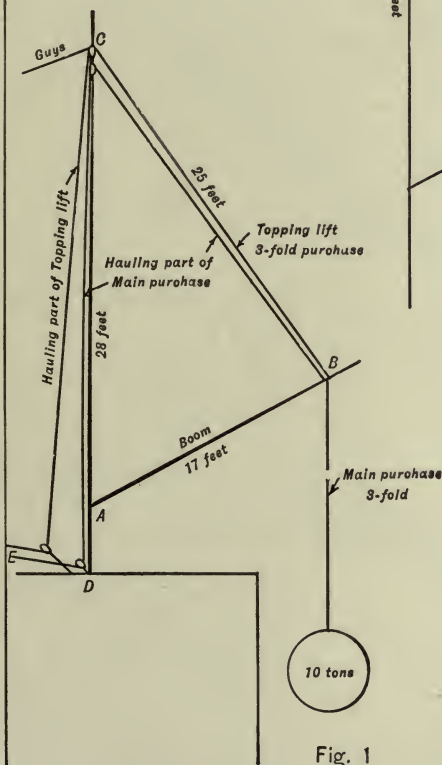 C
Guys
feet
25 feet
Topping lift
3-fold purchase
Hauling part of
Main purchase
Hauling part of Topping lift
28 feet
B
Boom
17 feet
A
Main purchase
3-fold
E
D
10 tons
Fig. 1